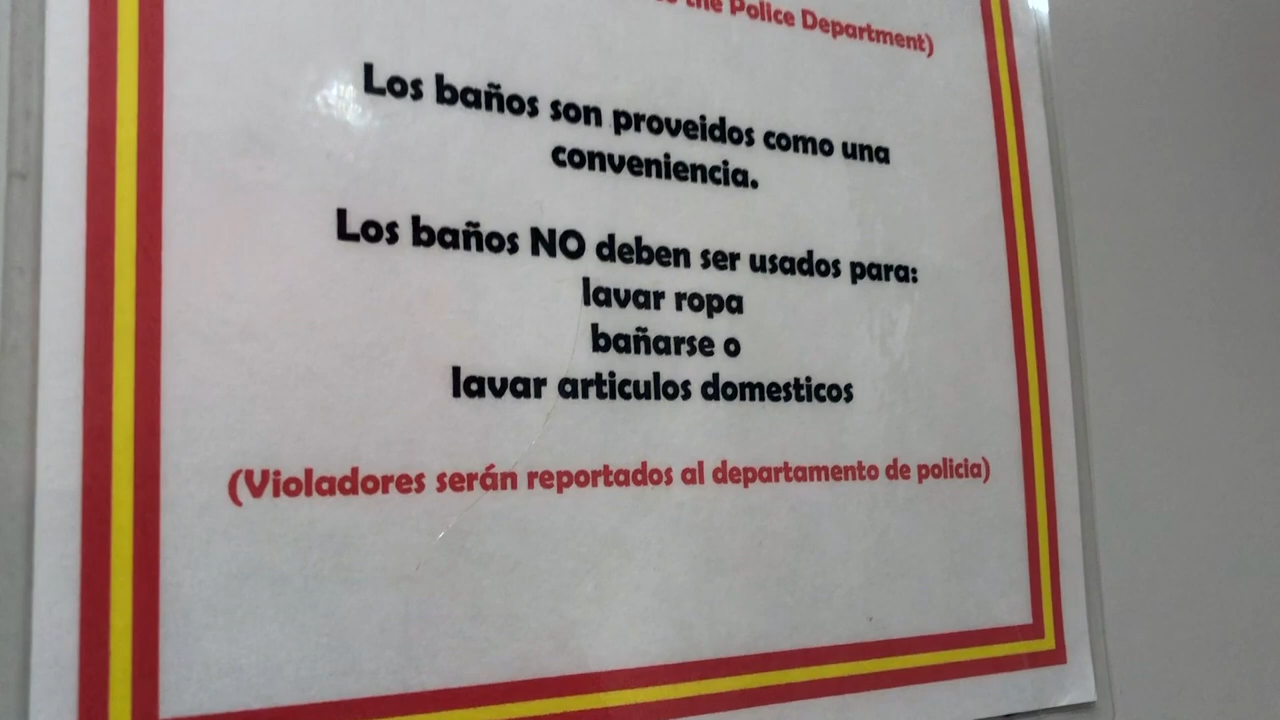 the Police Department)
Los baños son proveidos como una
conveniencia.
Los baños NO deben ser usados para:
lavar ropa
bañarse o
lavar articulos domesticos
(Violadores serán reportados al departamento de policia)